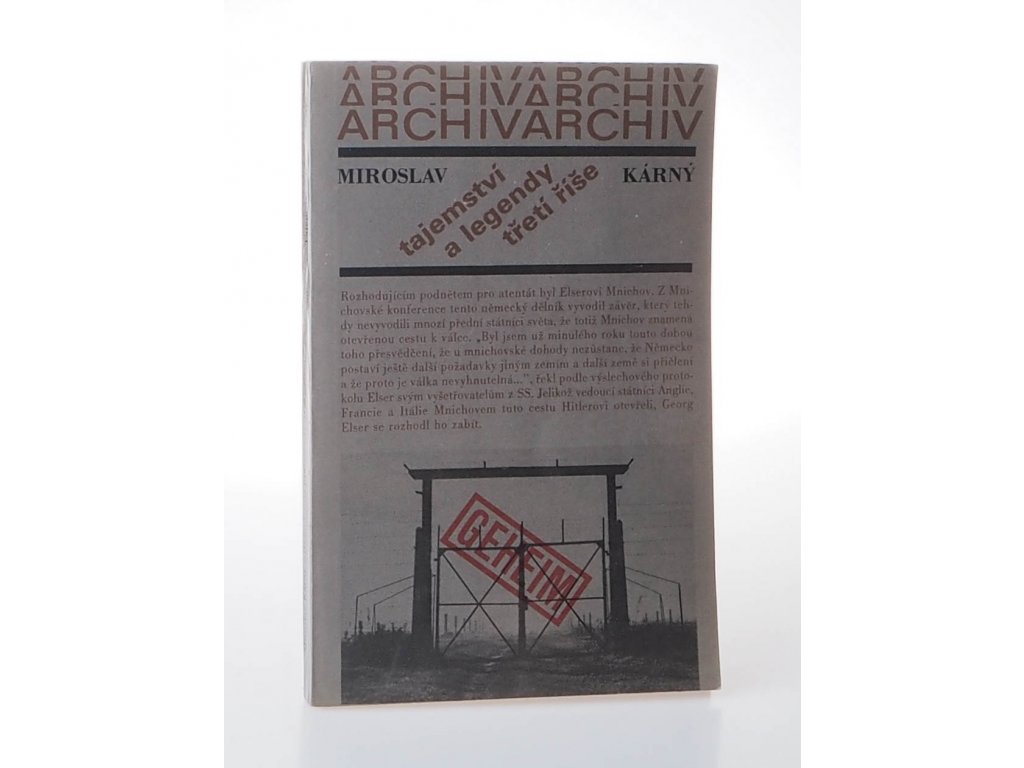 ARCHIVARCHIV
ARCHIVARCHIV
ARCHIVARCHIV
MIROSLAV KÁRNÝ
tajemství
a legendy
třetí říše
Rozhodujícím podnětem pro atentát byl Elserovi Mnichov. Z Mni-
chovské konference tento německý dělník vyvodil závěr, který teh-
dy nevyvodili mnozí přední státníci světa, že totiž Mnichov znamená
otevřenou cestu k válce. „Byl jsem už minulého roku touto dobou
toho přesvědčení, že u mnichovské dohody nezůstane, že Německo
postaví ještě další požadavky jiným zemím a další země si přičlení
a že proto je válka nevyhnutelná...”, řekl podle výslechového proto-
kolu Elser svým vyšetřovatelům z SS. Jelikož vedoucí státníci Anglie,
Francie a Itálie Mnichovem tuto cestu Hitlerovi otevřeli, Georg
Elser se rozhodl ho zabít.
GEHEIM